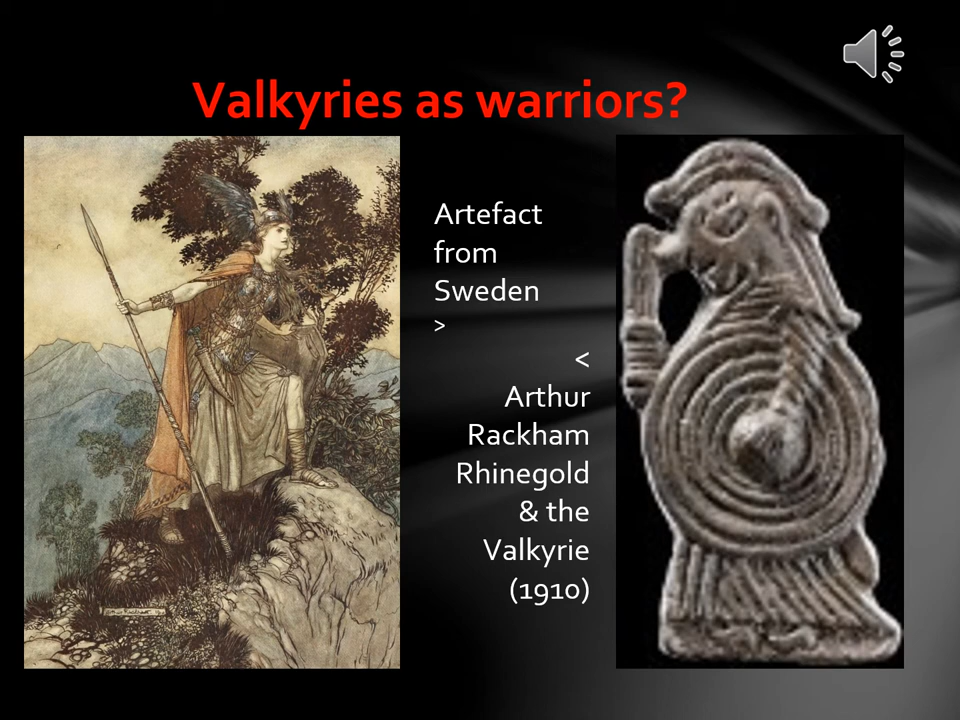 Valkyries as warriors?
Artefact
from
Sweden
>
<
Arthur
Rackham
Rhinegold
& the
Valkyrie
(1910)